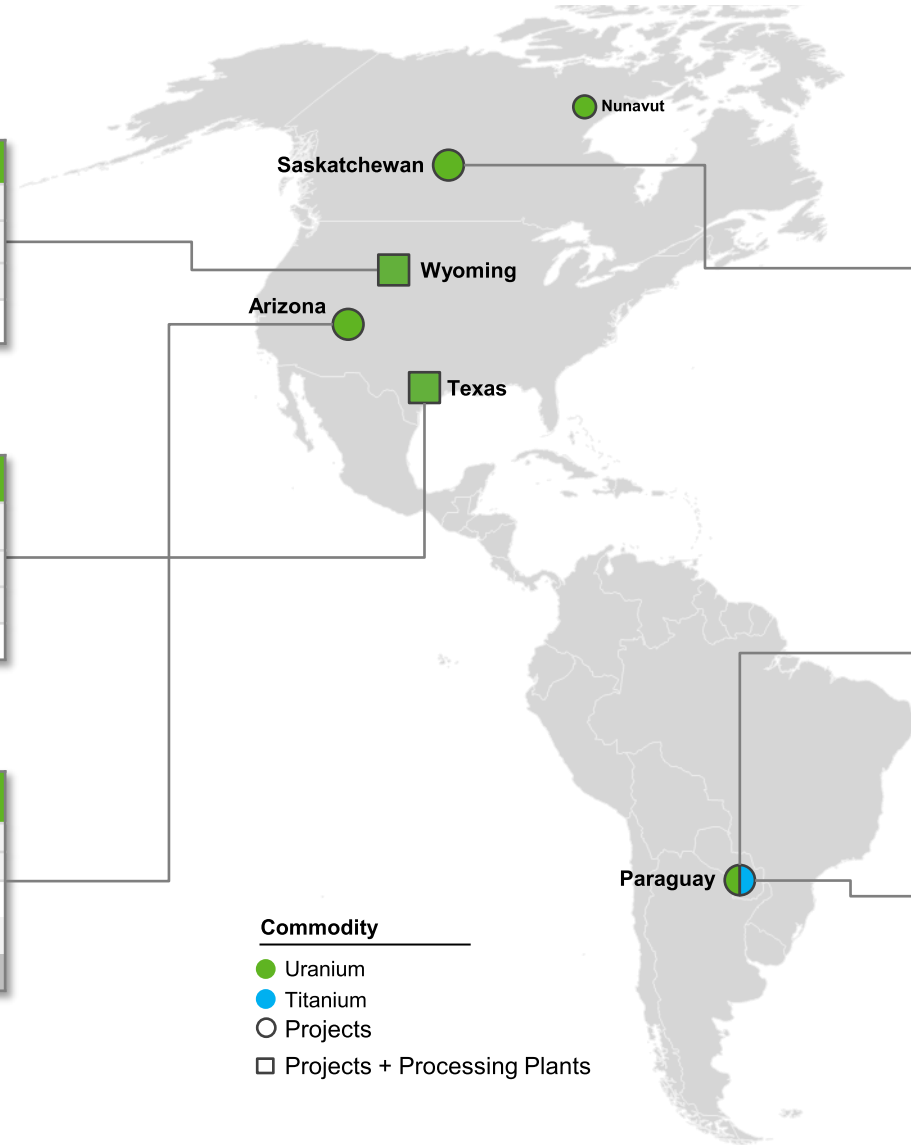 Nunavut
Saskatchewan
Wyoming
Arizona
Texas
Paraguay
Commodity
Uranium
Titanium
Projects
Projects + Processing Plants